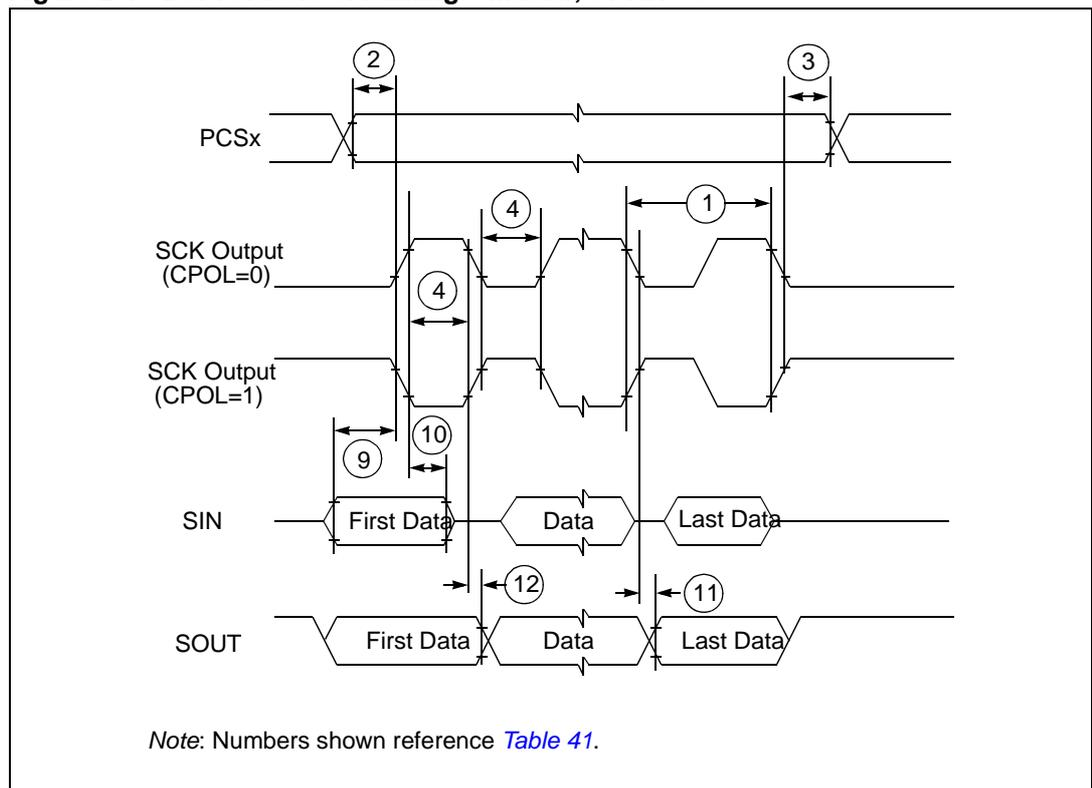 2
3
PCSx
4
1
SCK Output
(CPOL=0)
4
SCK Output
(CPOL=1)
10
9
SIN
First Data
Data
Last Data
12
11
SOUT
First Data
Data
Last Data
Note: Numbers shown reference Table 41.